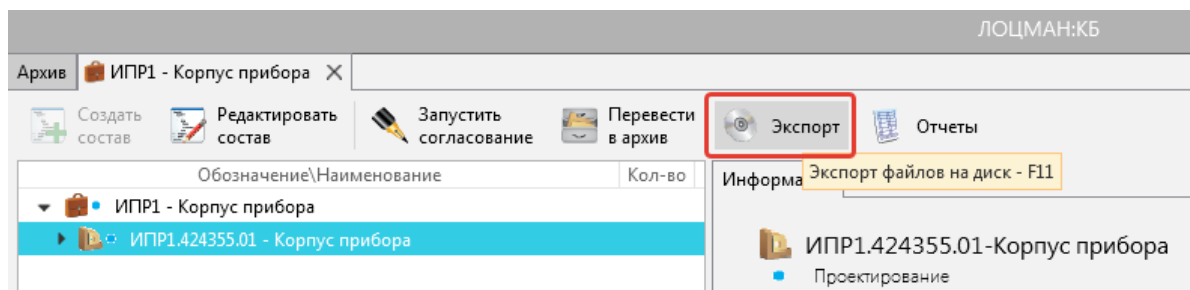 ЛОЦМАН:КБ
Архив ИПР1 - Корпус прибора
Создать состав
Редактировать состав
Запустить согласование
Перевести в архив
Экспорт
Отчеты
Экспорт файлов на диск - F11
Обозначение\Наименование Кол-во
Информа
ИПР1 - Корпус прибора
ИПР1.424355.01 - Корпус прибора
ИПР1.424355.01-Корпус прибора
Проектирование